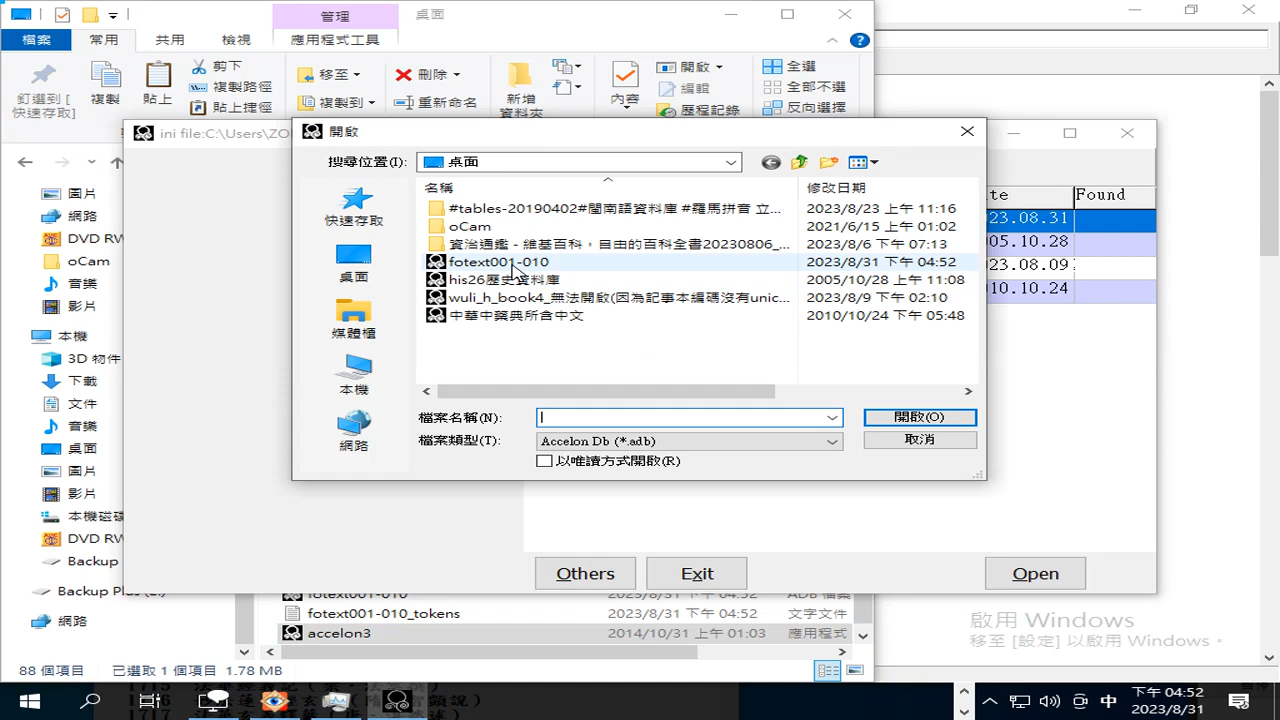 管理
桌面
檔案
常用
共用
檢視
應用程式工具
釘選到 [
快速存取]
複製
貼上
剪下
複製路徑
貼上捷徑
移至
複製到
刪除
重新命名
新增
資料夾
內容
開啟
編輯
歷程記錄
全選
全部不選
反向選擇
ini file:C:\Users\ZO
開啟
搜尋位置(I):
桌面
名稱
修改日期
#tables-20190402#閩南語資料庫 #羅馬拼音 立...
2023/8/23 上午 11:16
oCam
2021/6/15 上午 01:02
資治通鑑 - 維基百科，自由的百科全書20230806_...
2023/8/6 下午 07:13
fotext001-010
2023/8/31 下午 04:52
his26歷史資料庫
2005/10/28 上午 11:08
wuli_h_book4_無法開啟(因為記事本編碼沒有unic...
2023/8/9 下午 02:10
中華中藥典所含中文
2010/10/24 下午 05:48
快速存取
桌面
媒體櫃
本機
網路
檔案名稱(N):
開啟(O)
檔案類型(T):
Accelon Db (*.adb)
取消
以唯讀方式開啟(R)
te
Found
23.08.31
05.10.28
23.08.09
10.10.24
圖片
網路
DVD RW
oCam
音樂
影片
本機
3D 物件
下載
文件
音樂
桌面
圖片
影片
本機磁碟
DVD RW
Backup
Backup Plus
網路
Others
Exit
Open
fotext001-010
2023/8/31 下午 04:52
ADB 檔案
fotext001-010_tokens
2023/8/31 下午 04:52
文字文件
accelon3
2014/10/31 上午 01:03
應用程式
88 個項目
已選取 1 個項目 1.78 MB
啟用 Windows
移至 [設定] 以啟用 Windows。
1715
1716
1717
中
下午 04:52
2023/8/31